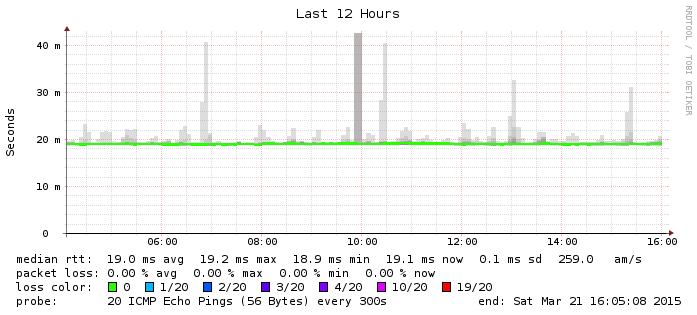 Last 12 Hours
RRDTOOL / TOBI OETIKER
Seconds
40 m
30 m
20 m
10 m
0
06:00 08:00 10:00 12:00 14:00 16:00
median rtt: 19.0 ms avg 19.2 ms max 18.9 ms min 19.1 ms now 0.1 ms sd 259.0 am/s
packet loss: 0.00 % avg 0.00 % max 0.00 % min 0.00 % now
loss color: 0 1/20 2/20 3/20 4/20 10/20 19/20
probe: 20 ICMP Echo Pings (56 Bytes) every 300s end: Sat Mar 21 16:05:08 2015